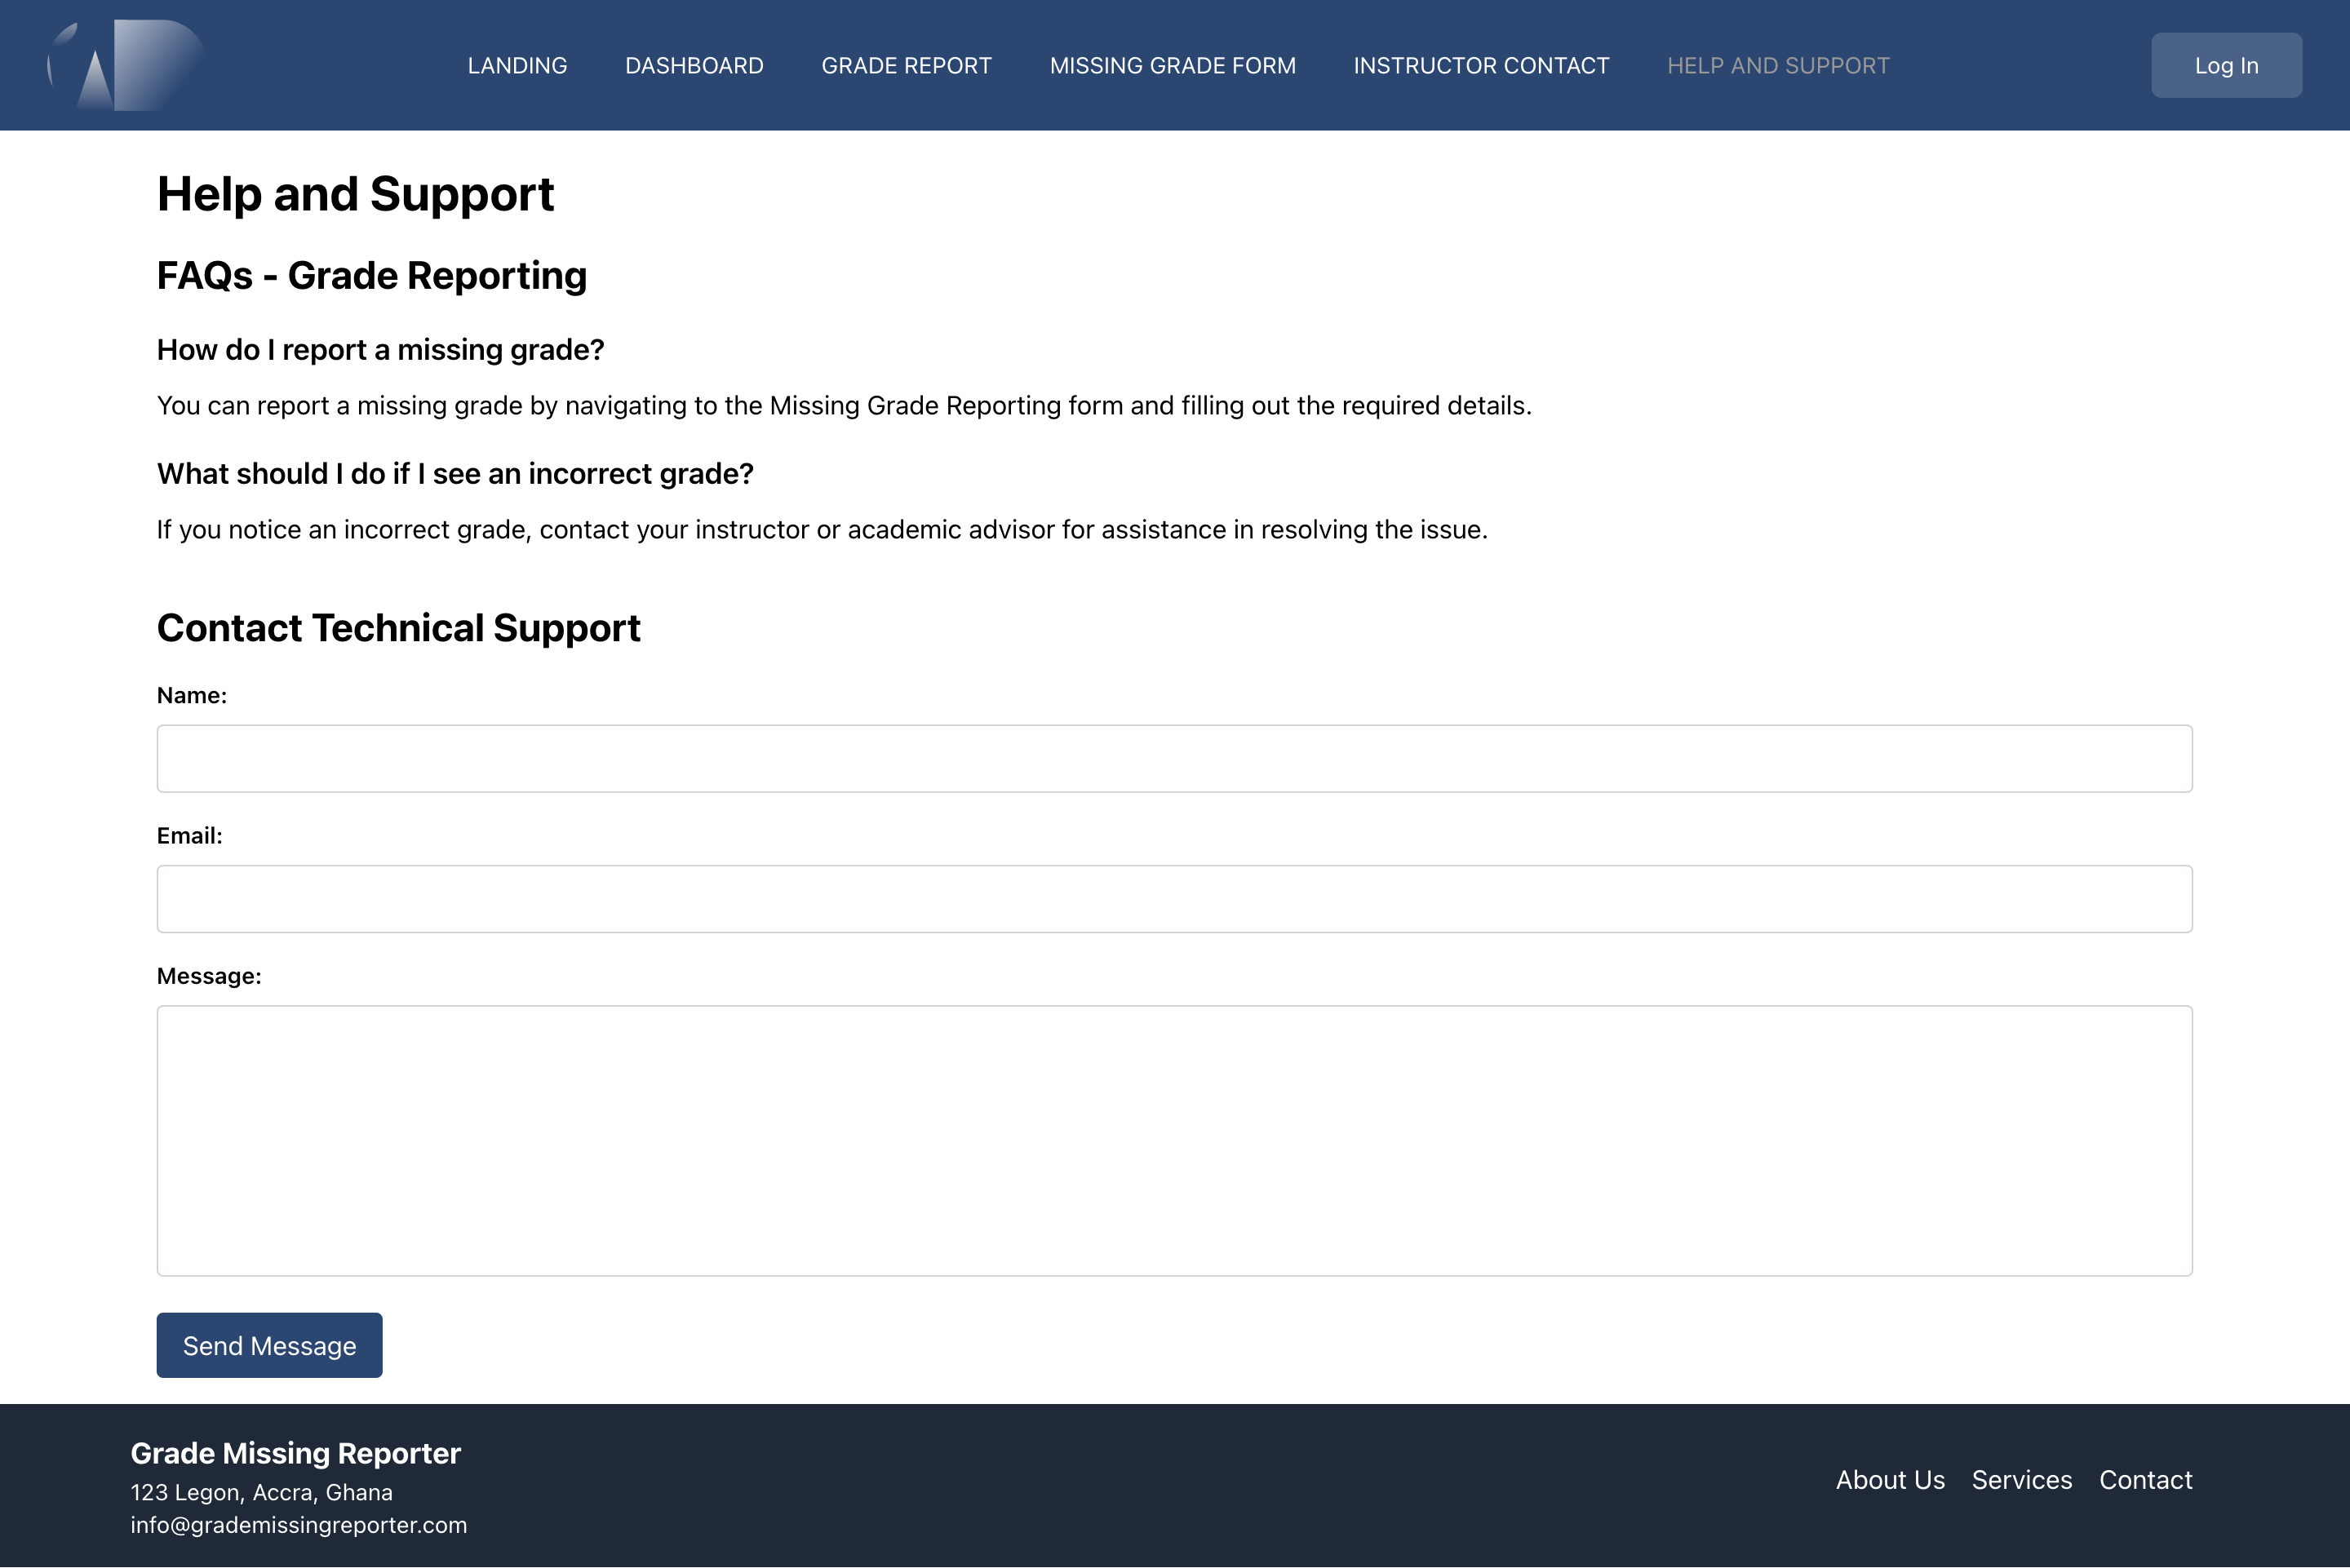 LANDING
DASHBOARD
GRADE REPORT
MISSING GRADE FORM
INSTRUCTOR CONTACT
HELP AND SUPPORT
Log In
Help and Support
FAQs - Grade Reporting
How do I report a missing grade?
You can report a missing grade by navigating to the Missing Grade Reporting form and filling out the required details.
What should I do if I see an incorrect grade?
If you notice an incorrect grade, contact your instructor or academic advisor for assistance in resolving the issue.
Contact Technical Support
Name:
Email:
Message:
Send Message
Grade Missing Reporter
123 Legon, Accra, Ghana
info@grademissingreporter.com
About Us
Services
Contact